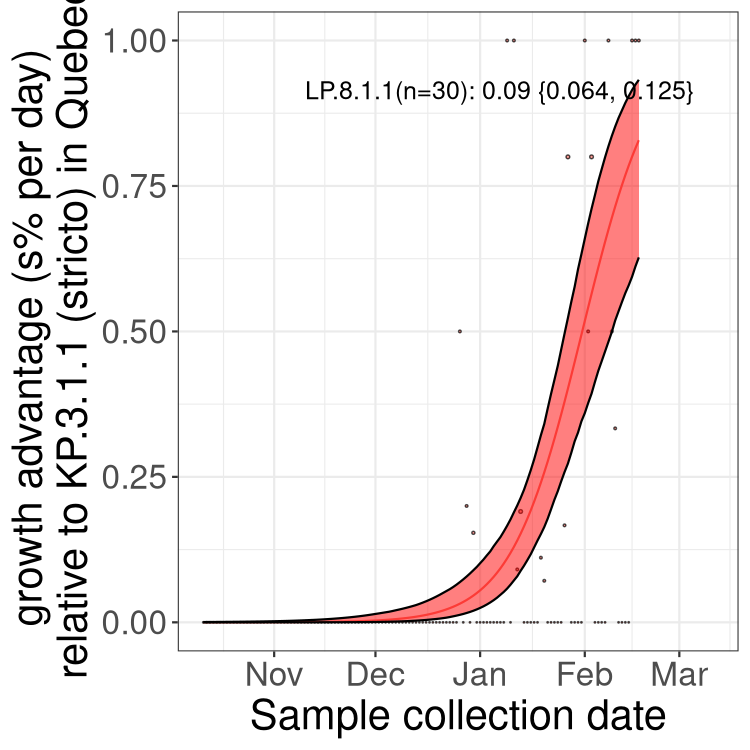 growth advantage (s% per day)
relative to KP.3.1.1 (stricto) in Quebec
1.00
0.75
0.50
0.25
0.00
LP.8.1.1(n=30): 0.09 {0.064, 0.125}
Nov Dec Jan Feb Mar
Sample collection date